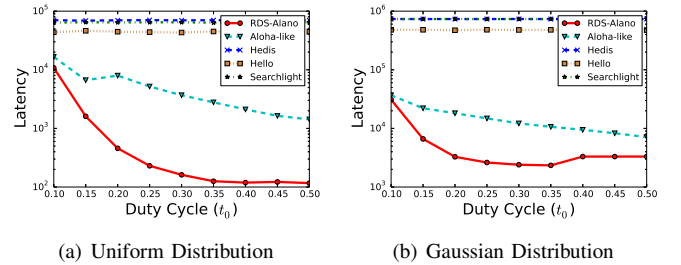 10^5
10^4
10^3
10^2
Latency
RDS-Alano
Aloha-like
Hedis
Hello
Searchlight
0.10 0.15 0.20 0.25 0.30 0.35 0.40 0.45 0.50
Duty Cycle (t_0)
(a) Uniform Distribution
10^6
10^5
10^4
10^3
Latency
RDS-Alano
Aloha-like
Hedis
Hello
Searchlight
0.10 0.15 0.20 0.25 0.30 0.35 0.40 0.45 0.50
Duty Cycle (t_0)
(b) Gaussian Distribution